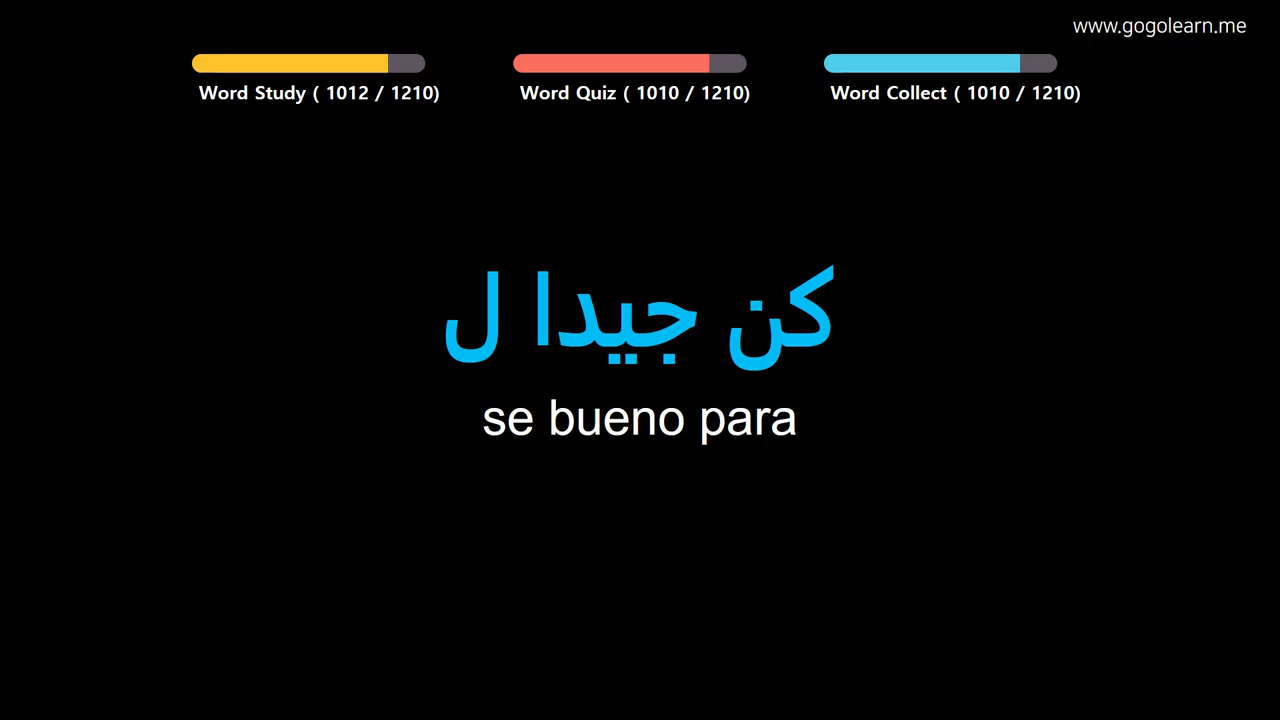 www.gogolearn.me
Word Study ( 1012 / 1210)
Word Quiz ( 1010 / 1210)
Word Collect ( 1010 / 1210)
كن جيدا ل
se bueno para